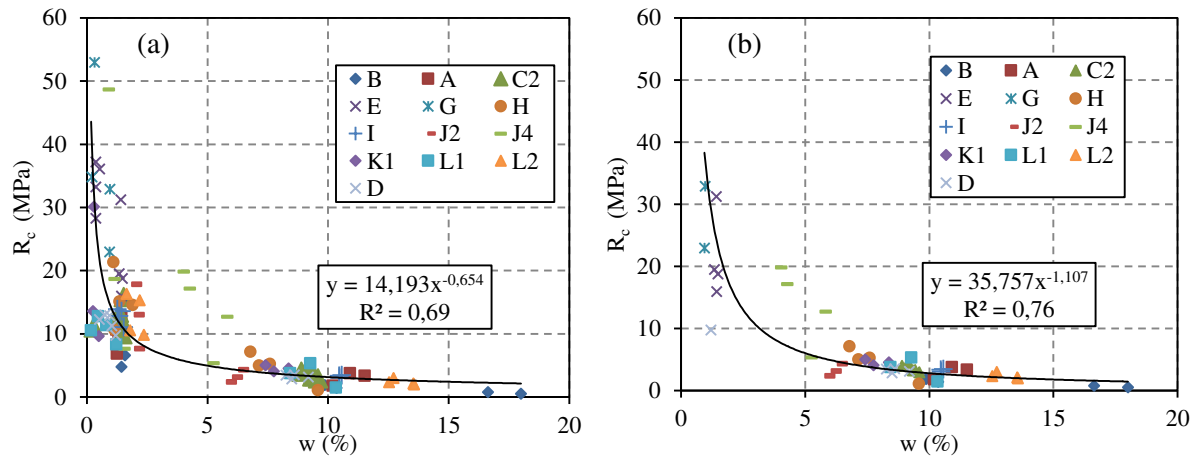 (a)
60
50
40
30
20
10
0
R_c (MPa)
B A C2
E G H
I J2 J4
K1 L1 L2
D
y = 14,193x^-0,654
R² = 0,69
0 5 10 15 20
w (%)
(b)
60
50
40
30
20
10
0
R_c (MPa)
B A C2
E G H
I J2 J4
K1 L1 L2
D
y = 35,757x^-1,107
R² = 0,76
0 5 10 15 20
w (%)